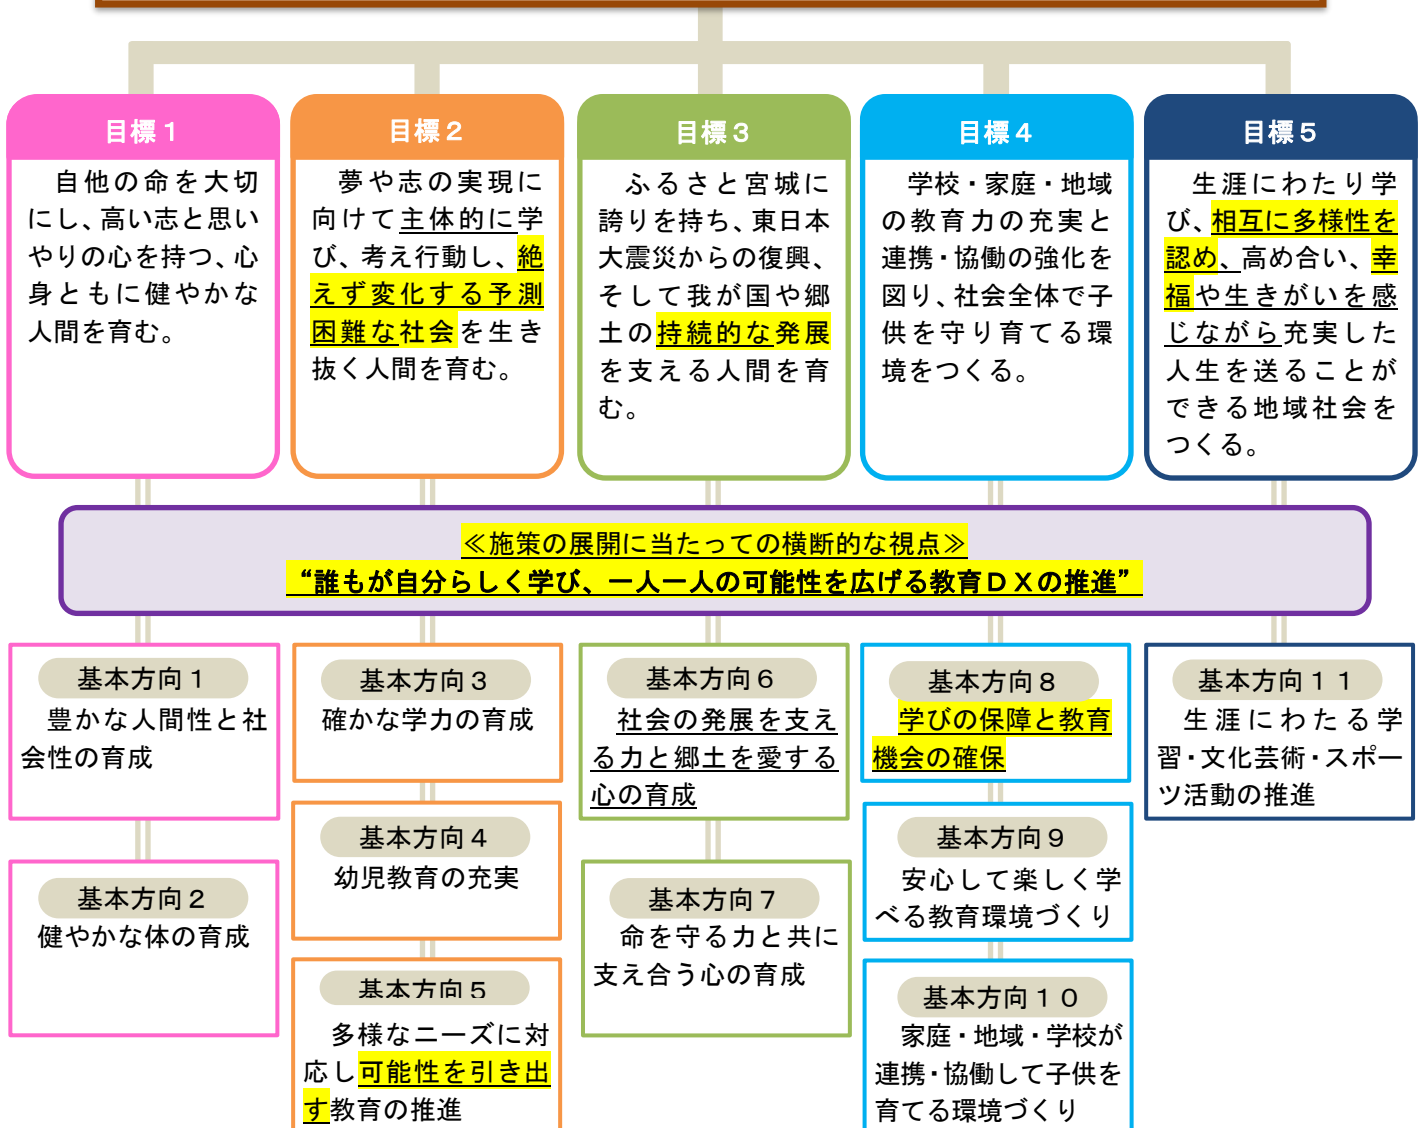 目標１
自他の命を大切
にし、高い志と思い
やりの心を持つ、心
身ともに健やかな
人間を育む。
目標２
夢や志の実現に
向けて主体的に学
び、考え行動し、絶
えず変化する予測
困難な社会を生き
抜く人間を育む。
目標３
ふるさと宮城に
誇りを持ち、東日本
大震災からの復興、
そして我が国や郷
土の持続的な発展
を支える人間を育
む。
目標４
学校・家庭・地域
の教育力の充実と
連携・協働の強化を
図り、社会全体で子
供を守り育てる環
境をつくる。
目標５
生涯にわたり学
び、相互に多様性を
認め、高め合い、幸
福や生きがいを感
じながら充実した
人生を送ることが
できる地域社会を
つくる。
≪施策の展開に当たっての横断的な視点≫
“誰もが自分らしく学び、一人一人の可能性を広げる教育ＤＸの推進”
基本方向１
豊かな人間性と社
会性の育成
基本方向２
健やかな体の育成
基本方向３
確かな学力の育成
基本方向４
幼児教育の充実
基本方向５
多様なニーズに対
応し可能性を引き出
す教育の推進
基本方向６
社会の発展を支え
る力と郷土を愛する
心の育成
基本方向７
命を守る力と共に
支え合う心の育成
基本方向８
学びの保障と教育
機会の確保
基本方向９
安心して楽しく学
べる教育環境づくり
基本方向１０
家庭・地域・学校が
連携・協働して子供を
育てる環境づくり
基本方向１１
生涯にわたる学
習・文化芸術・スポー
ツ活動の推進